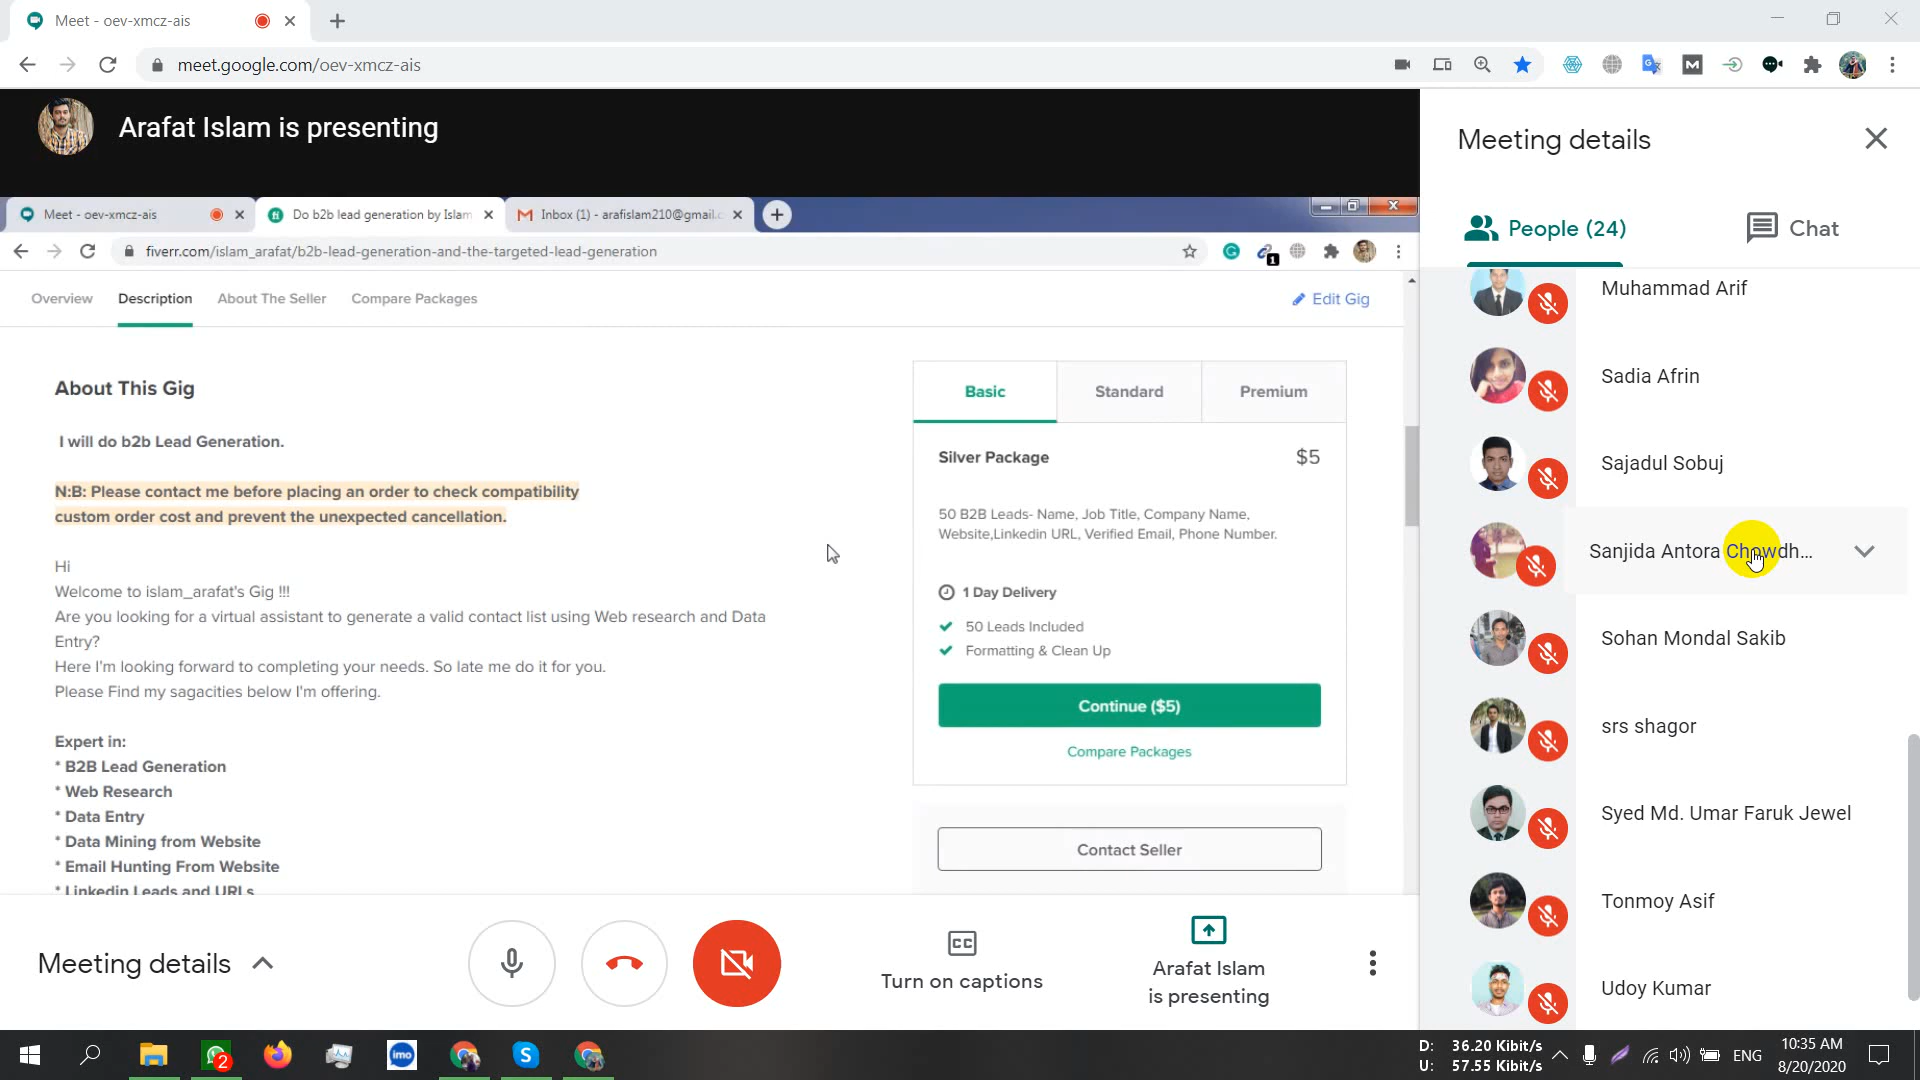 Meet - oev-xmcz-ais
meet.google.com/oev-xmcz-ais
Arafat Islam is presenting
Meet - oev-xmcz-ais
Do b2b lead generation by Islam
Inbox (1) - arafislam210@gmail.c
fiverr.com/islam_arafat/b2b-lead-generation-and-the-targeted-lead-generation
1
Overview
Description
About The Seller
Compare Packages
Edit Gig
About This Gig
I will do b2b Lead Generation.
N:B: Please contact me before placing an order to check compatibility
custom order cost and prevent the unexpected cancellation.
Hi
Welcome to islam_arafat's Gig !!!
Are you looking for a virtual assistant to generate a valid contact list using Web research and Data
Entry?
Here I'm looking forward to completing your needs. So late me do it for you.
Please Find my sagacities below I'm offering.
Expert in:
* B2B Lead Generation
* Web Research
* Data Entry
* Data Mining from Website
* Email Hunting From Website
* Linkedin Leads and URLs
Basic
Standard
Premium
Silver Package
$5
50 B2B Leads- Name, Job Title, Company Name,
Website,Linkedin URL, Verified Email, Phone Number.
1 Day Delivery
50 Leads Included
Formatting & Clean Up
Continue ($5)
Compare Packages
Contact Seller
Meeting details
People (24)
Chat
Muhammad Arif
Sadia Afrin
Sajadul Sobuj
Sanjida Antora Chowdh...
Sohan Mondal Sakib
srs shagor
Syed Md. Umar Faruk Jewel
Tonmoy Asif
Udoy Kumar
Meeting details
CC
Turn on captions
Arafat Islam
is presenting
2
imo
D: 36.20 Kibit/s
U: 57.55 Kibit/s
ENG
10:35 AM
8/20/2020